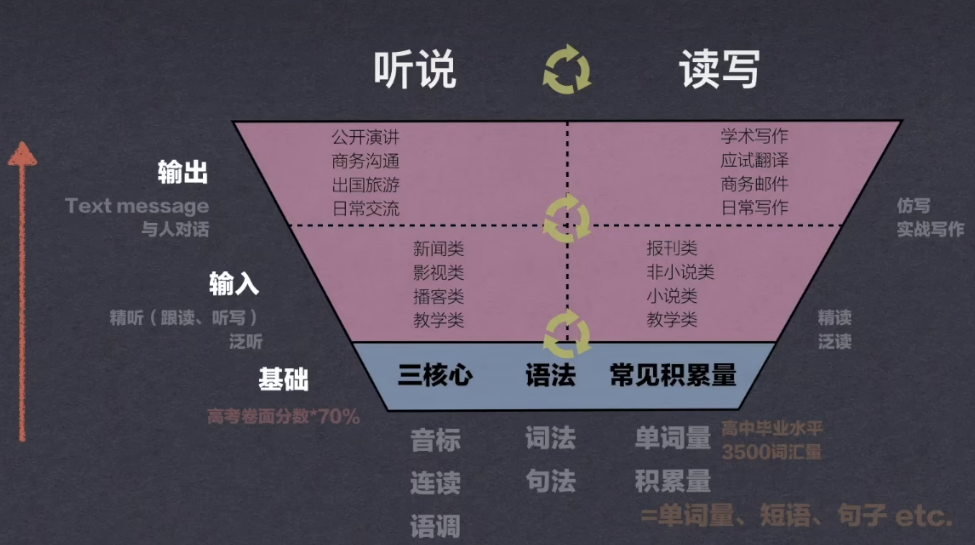 听说
读写
公开演讲
商务沟通
出国旅游
日常交流
学术写作
应试翻译
商务邮件
日常写作
输出
Text message
与人对话
仿写
实战写作
新闻类
影视类
播客类
教学类
报刊类
非小说类
小说类
教学类
输入
精听（跟读、听写）
泛听
精读
泛读
基础
高考卷面分数*70%
三核心
语法
常见积累量
音标
连读
语调
词法
句法
单词量
积累量
高中毕业水平
3500词汇量
=单词量、短语、句子 etc.